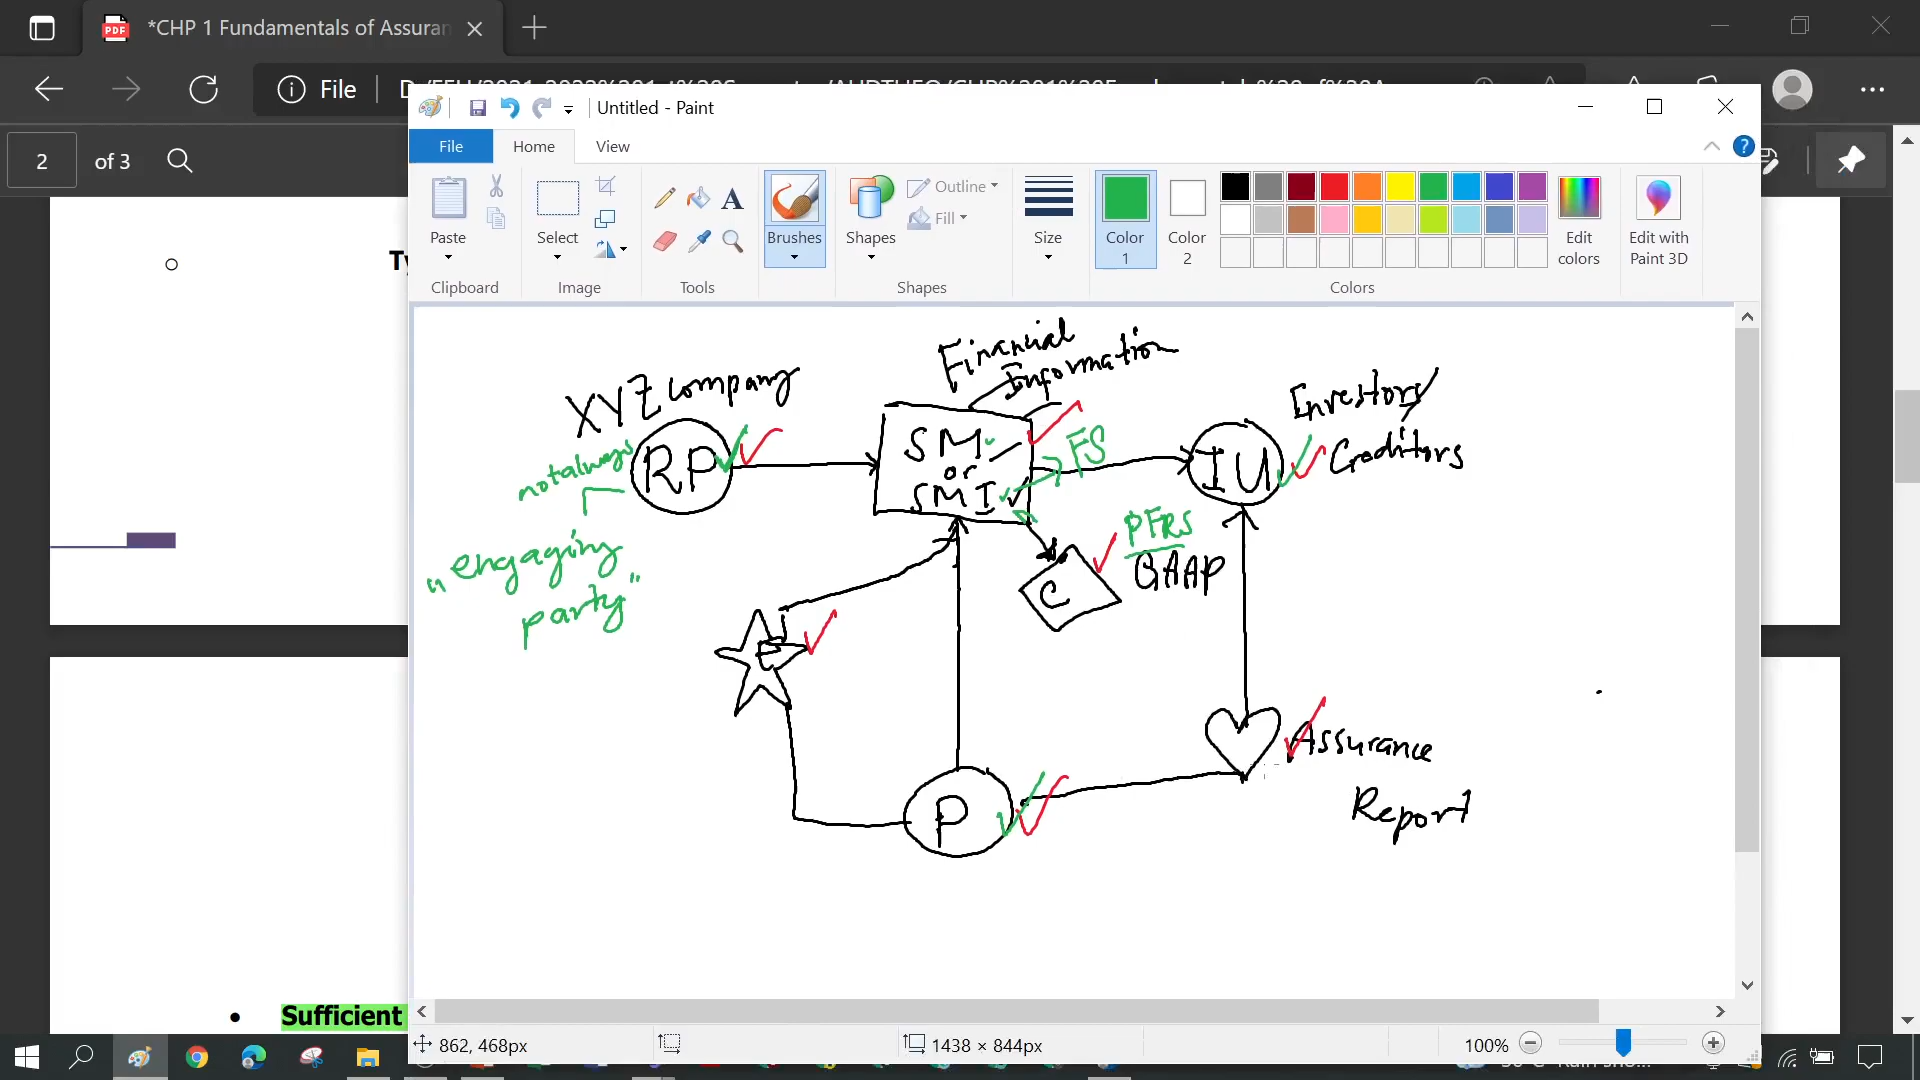 *CHP 1 Fundamentals of Assuran
File
Untitled - Paint
File
Home
View
2
of 3
Paste
Select
Brushes
Shapes
Outline
Fill
Size
Color
1
Color
2
Edit
colors
Edit with
Paint 3D
Clipboard
Image
Tools
Shapes
Colors
Ty
Financial
Information
XYZ company
Investors/
Creditors
not always
RP
SM
or
SMI
FS
IU
"engaging
party"
PFRS
GAAP
C
E
Assurance
Report
P
Sufficient
862, 468px
1438 × 844px
100%